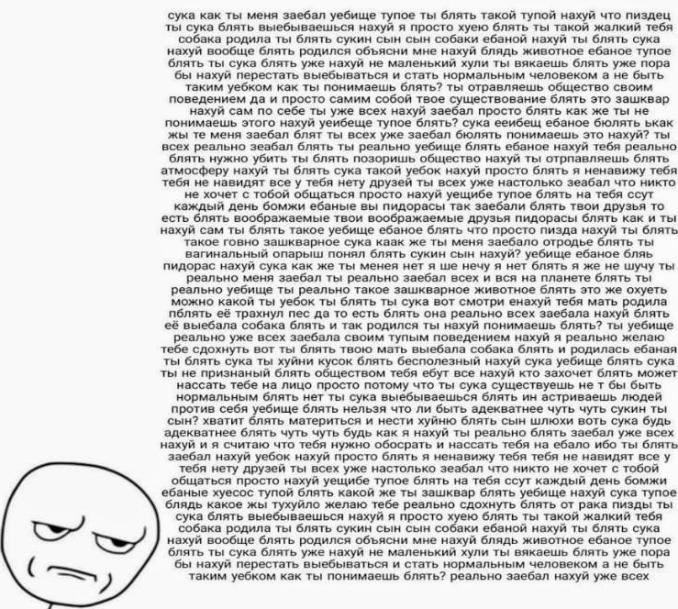 сука как ты меня заебал уебище тупое ты блять такой тупой нахуй что пиздец
ты сука блять выебываешься нахуй я просто хуею блять ты такой жалкий тебя
собака родила ты блять сукин сын сын собаки ебаной нахуй ты блять сука
нахуй вообще блять родился объясни мне нахуй блядь животное ебаное тупое
блять ты сука блять уже нахуй не маленький хули ты вякаешь блять уже пора
бы нахуй перестать выебываться и стать нормальным человеком а не быть
таким уебком как ты понимаешь блять? ты отравляешь общество своим
поведением да и просто самим собой твое существование блять это зашквар
нахуй сам по себе ты уже всех нахуй заебал просто блять как же ты не
понимаешь этого нахуй уеибеще тупое блять? сука ееибещ ебаное бюлять ькак
жы те меня заебал блят ты всех уже заебал бюлять понимаешь это нахуй? ты
всех реально зеабал блять ты реально уебище блять ебаное нахуй тебя реально
блять нужно убить ты блять позоришь общество нахуй ты отрпавляешь блять
атмосферу нахуй ты блять сука такой уебок нахуй просто блять я ненавижу тебя
тебя не навидят все у тебя нету друзей ты всех уже настолько зеабал что никто
не хочет с тобой общаться просто нахуй уещибе тупое блять на тебя ссут
каждый день бомжи ебаные вы пидорасы так заебали блять твои друзья то
есть блять воображаемые твои воображаемые друзья пидорасы блять как и ты
нахуй сам ты блять такое уебище ебаное блять что просто пизда нахуй ты блять
такое говно зашкварное сука каак же ты меня заебало отродье блять ты
вагинальный опарыш понял блять сукин сын нахуй? уебище ебаное бляь
пидорас нахуй сука как же ты менея нет я ше нечу я нет блять я же не шучу ты
реально меня заебал ты реально заебал всех и вся на планете блять ты
реально уебище ты реально такое зашкварное животное блять это же охуеть
можно какой ты уебок ты блять ты сука вот смотри енахуй тебя мать родила
пблять её трахнул пес да то есть блять она реально всех заебала нахуй блять
её выебала собака блять и так родился ты нахуй понимаешь блять? ты уебище
реально уже всех заебала своим тупым поведением нахуй я реально желаю
тебе сдохнуть блять вот ты блять твою мать выебала собака блять и родилась ебаная
ты блять сука ты хуйни кусок блять бесполезный нахуй сука уебище блять сука
ты не признаный блять обществом тебя ебут все нахуй кто захочет блять может
нассать тебе на лицо просто потому что ты сука существуешь не т бы быть
нормальным блять нет ты сука выебываешься блять ин астриваешь людей
против себя уебище блять нельзя что ли быть адекватнее чуть чуть сукин ты
сын? хватит блять материться и нести хуйню блять сын шлюхи воть сука будь
адекватнее блять чуть чуть будь как я нахуй ты реально блять заебал уже всех
нахуй и я считаю что тебя нужно обосрать и нассать тебя на ебало ибо ты блять
заебал нахуй уебок нахуй просто блять я ненавижу тебя тебя не навидят все у
тебя нету друзей ты всех уже настолько зеабал что никто не хочет с тобой
общаться просто нахуй уещибе тупое блять на тебя ссут каждый день бомжи
ебаные хуесос тупой блять какой же ты зашквар блять уебище нахуй сука тупое
блядь какое жы тухуйло желаю тебе реально сдохнуть блять от рака пизды ты
сука блять выебываешься нахуй я просто хуею блять ты такой жалкий тебя
собака родила ты блять сукин сын сын собаки ебаной нахуй ты блять сука
нахуй вообще блять родился объясни мне нахуй блядь животное ебаное тупое
блять ты сука блять уже нахуй не маленький хули ты вякаешь блять уже пора
бы нахуй перестать выебываться и стать нормальным человеком а не быть
таким уебком как ты понимаешь блять? реально заебал нахуй уже всех